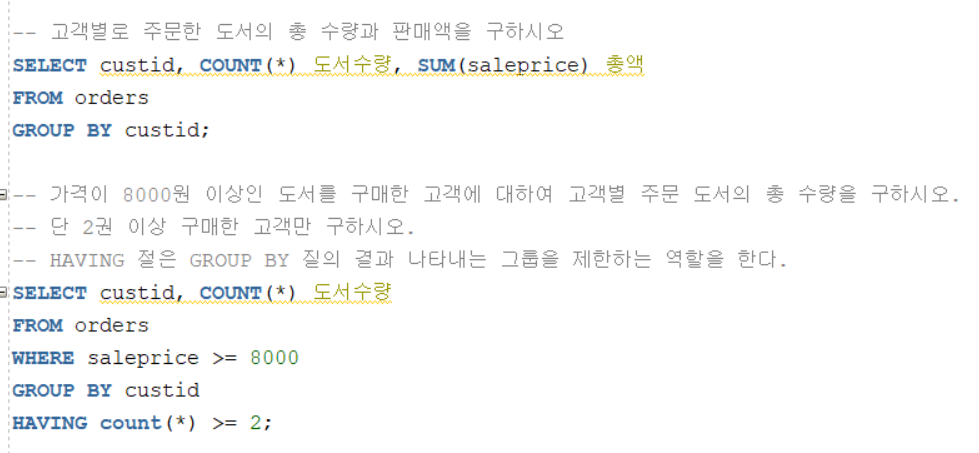 -- 고객별로 주문한 도서의 총 수량과 판매액을 구하시오
SELECT custid, COUNT(*) 도서수량, SUM(saleprice) 총액
FROM orders
GROUP BY custid;
-- 가격이 8000원 이상인 도서를 구매한 고객에 대하여 고객별 주문 도서의 총 수량을 구하시오.
-- 단 2권 이상 구매한 고객만 구하시오.
-- HAVING 절은 GROUP BY 질의 결과 나타내는 그룹을 제한하는 역할을 한다.
SELECT custid, COUNT(*) 도서수량
FROM orders
WHERE saleprice >= 8000
GROUP BY custid
HAVING count(*) >= 2;